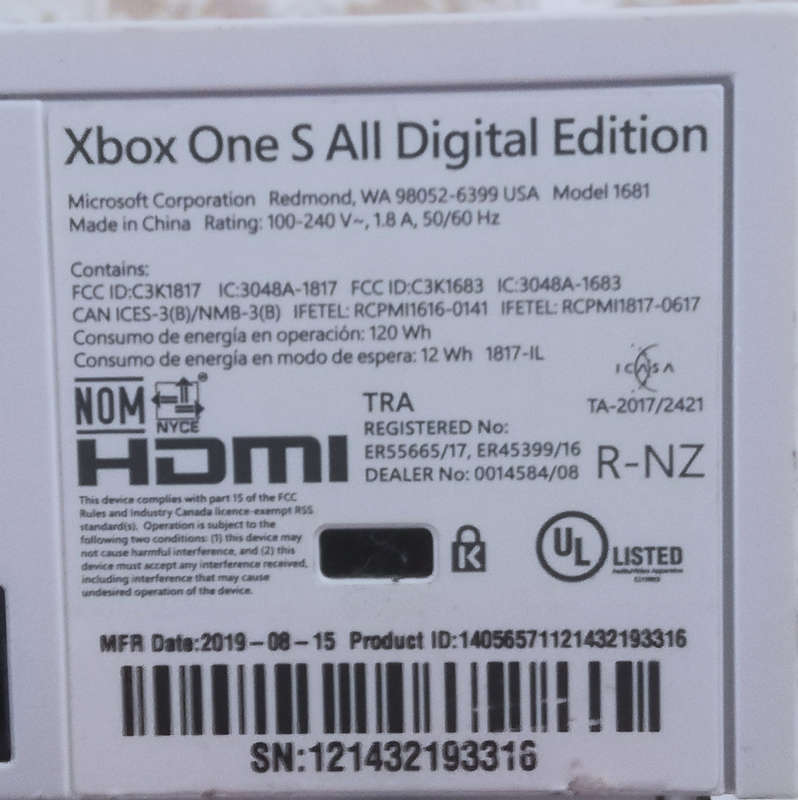 Xbox One S All Digital Edition
Microsoft Corporation Redmond, WA 98052-6399 USA Model 1681
Made in China Rating: 100-240 V~, 1.8 A, 50/60 Hz
Contains:
FCC ID:C3K1817 IC:3048A-1817 FCC ID:C3K1683 IC:3048A-1683
CAN ICES-3(B)/NMB-3(B) IFETEL: RCPMI1616-0141 IFETEL: RCPMI1817-0617
Consumo de energía en operación: 120 Wh
Consumo de energía en modo de espera: 12 Wh 1817-IL
ICASA
TA-2017/2421
NOM
NYCE
HDMI
TRA
REGISTERED No:
ER55665/17, ER45399/16
DEALER No: 0014584/08
R-NZ
This device complies with part 15 of the FCC
Rules and Industry Canada licence-exempt RSS
standard(s). Operation is subject to the
following two conditions: (1) this device may
not cause harmful interference, and (2) this
device must accept any interference received,
including interference that may cause
undesired operation of the device.
K
UL
LISTED
MFR Date:2019-08-15 Product ID:14056571121432193316
SN:121432193316